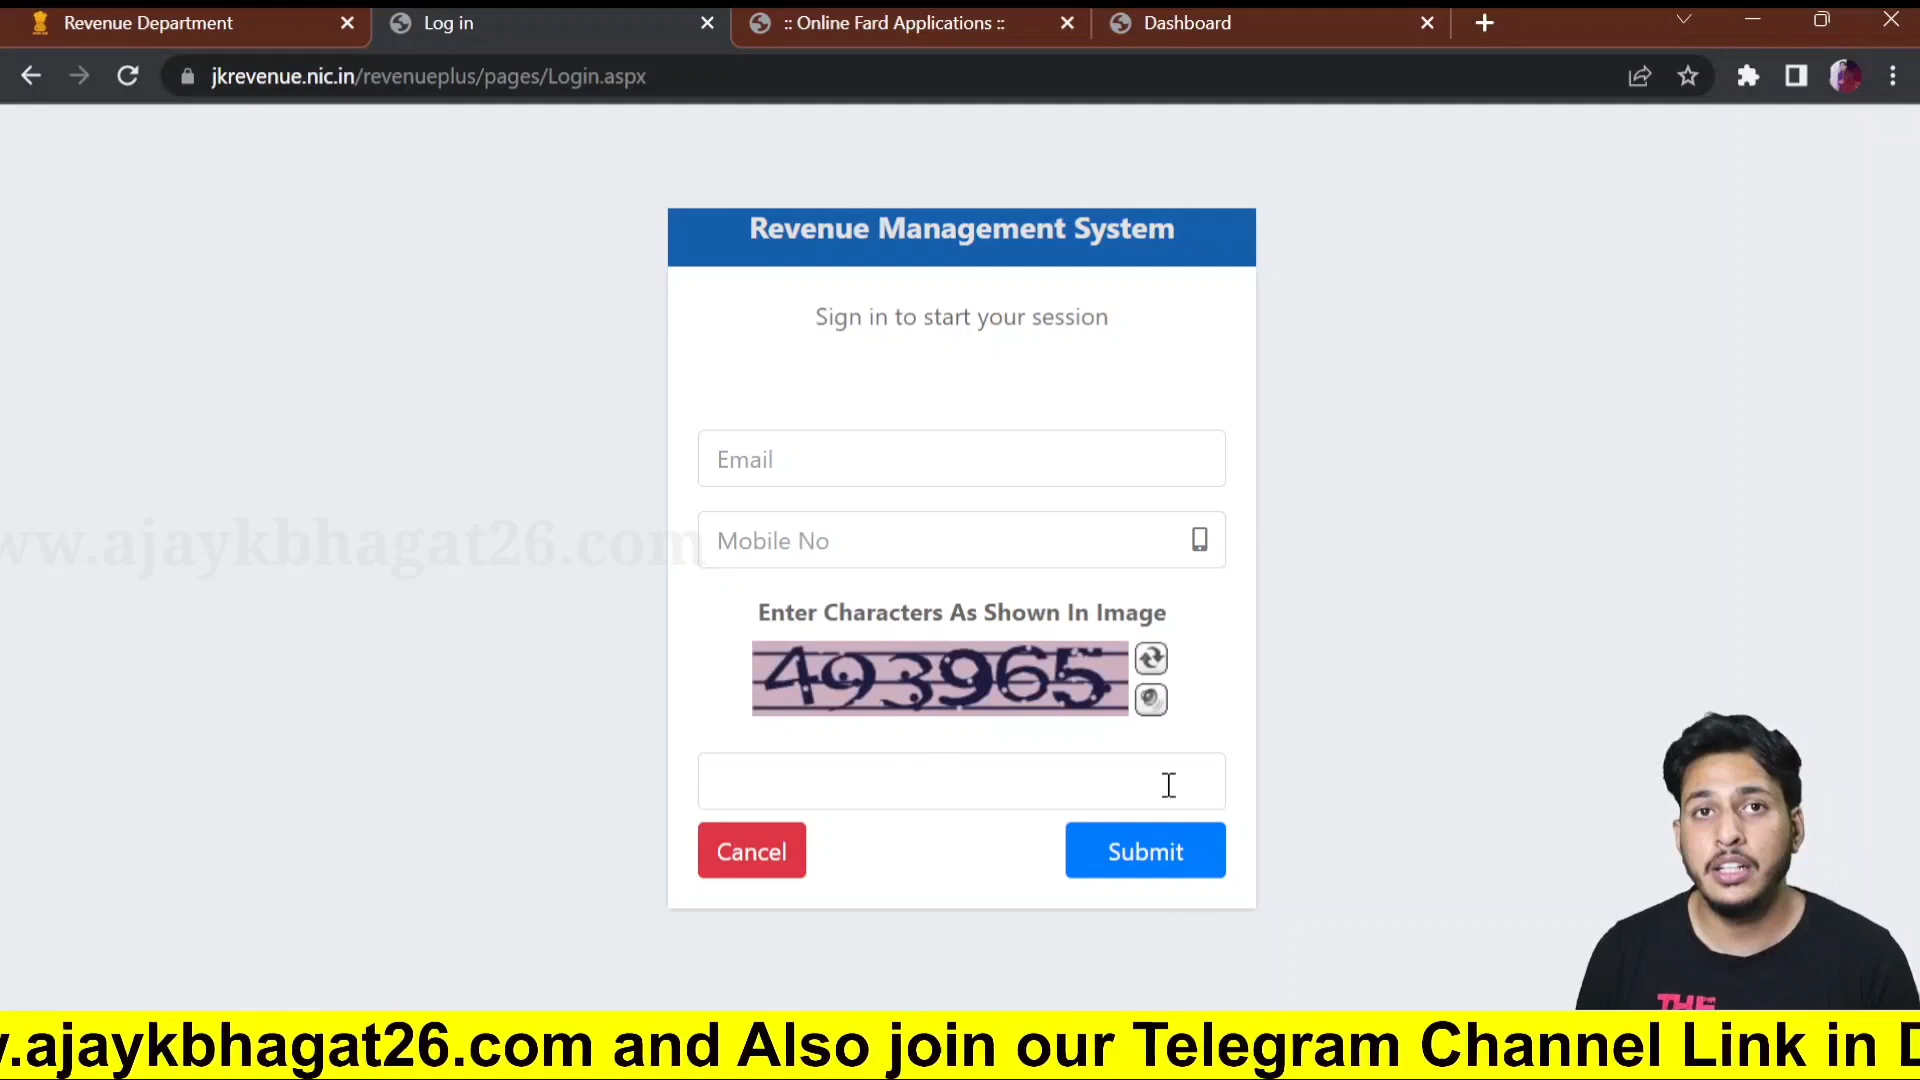 Revenue Department
Log in
:: Online Fard Applications ::
Dashboard
jkrevenue.nic.in/revenueplus/pages/Login.aspx
Revenue Management System
Sign in to start your session
Email
www.ajaykbhagat26.com
Mobile No
Enter Characters As Shown In Image
493965
Cancel
Submit
THE
.ajaykbhagat26.com and Also join our Telegram Channel Link in D